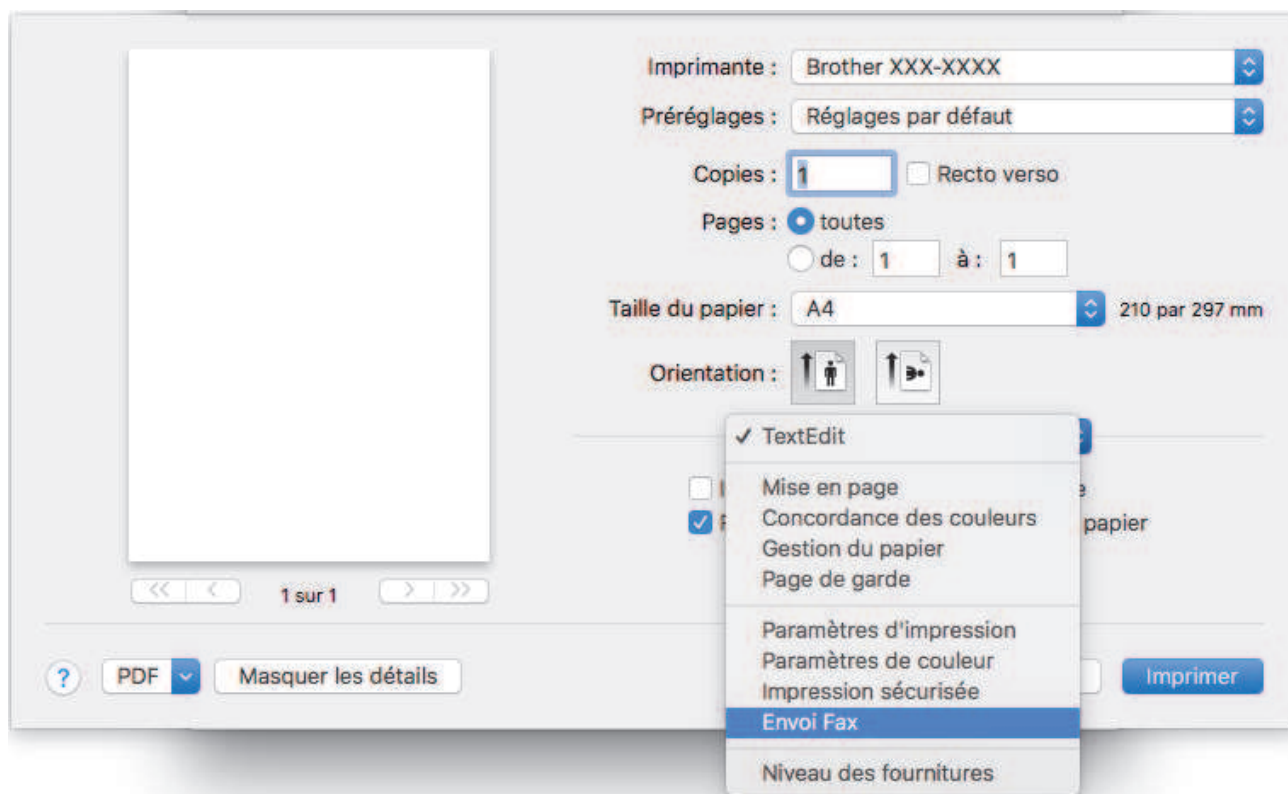 Imprimante : Brother XXX-XXXX
Préréglages : Réglages par défaut
Copies : 1 Recto verso
Pages : toutes
de : 1 à : 1
Taille du papier : A4 210 par 297 mm
Orientation :
✓ TextEdit
Mise en page
Concordance des couleurs
papier
Gestion du papier
Page de garde
1 sur 1
Paramètres d'impression
Paramètres de couleur
? PDF Masquer les détails Imprimer
Impression sécurisée
Envoi Fax
Niveau des fournitures